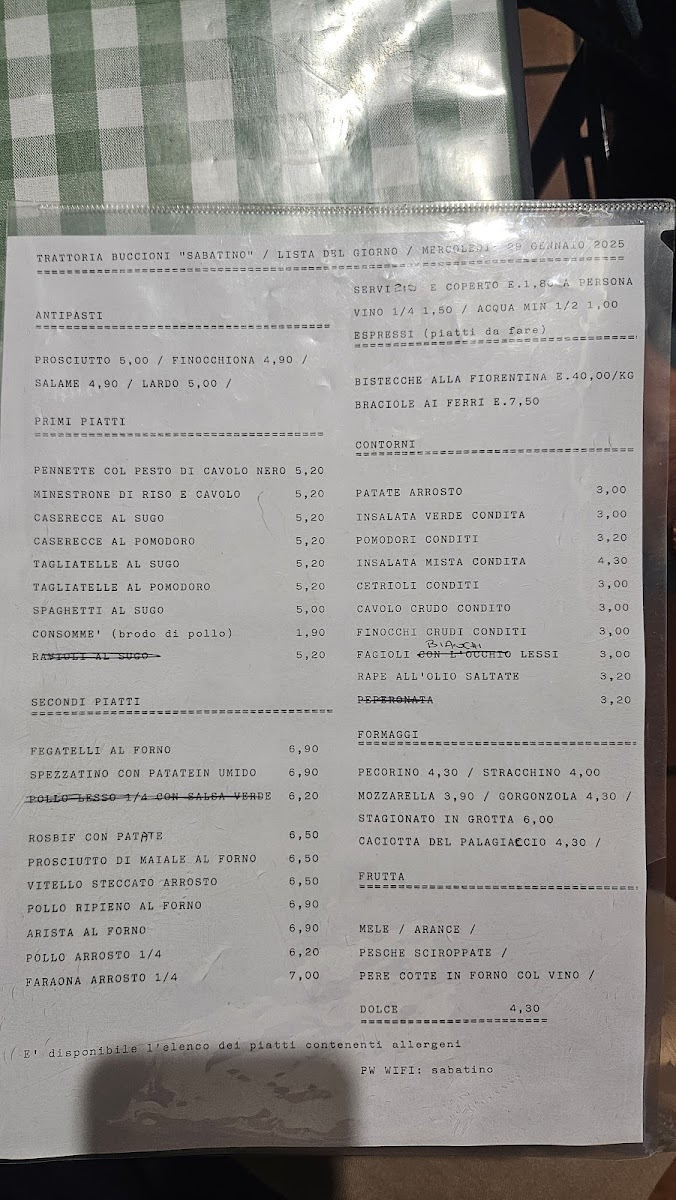 TRATTORIA BUCCIONI "SABATINO" / LISTA DEL GIORNO / MERCOLEDI' 29 GENNAIO 2025
ANTIPASTI
PROSCIUTTO 5,00 / FINOCCHIONA 4,90 /
SALAME 4,90 / LARDO 5,00 /
PRIMI PIATTI
PENNETTE COL PESTO DI CAVOLO NERO 5,20
MINESTRONE DI RISO E CAVOLO 5,20
CASERECCE AL SUGO 5,20
CASERECCE AL POMODORO 5,20
TAGLIATELLE AL SUGO 5,20
TAGLIATELLE AL POMODORO 5,20
SPAGHETTI AL SUGO 5,00
CONSOMME' (brodo di pollo) 1,90
RAVIOLI AL SUGO 5,20
SECONDI PIATTI
FEGATELLI AL FORNO 6,90
SPEZZATINO CON PATATEIN UMIDO 6,90
POLLO LESSO 1/4 CON SALSA VERDE 6,20
ROSBIF CON PATATE 6,50
PROSCIUTTO DI MAIALE AL FORNO 6,50
VITELLO STECCATO ARROSTO 6,50
POLLO RIPIENO AL FORNO 6,90
ARISTA AL FORNO 6,90
POLLO ARROSTO 1/4 6,20
FARAONA ARROSTO 1/4 7,00
SERVIZIO E COPERTO E.1,80 A PERSONA
VINO 1/4 1,50 / ACQUA MIN 1/2 1,00
ESPRESSI (piatti da fare)
BISTECCHE ALLA FIORENTINA E.40,00/KG
BRACIOLE AI FERRI E.7,50
CONTORNI
PATATE ARROSTO 3,00
INSALATA VERDE CONDITA 3,00
POMODORI CONDITI 3,20
INSALATA MISTA CONDITA 4,30
CETRIOLI CONDITI 3,00
CAVOLO CRUDO CONDITO 3,00
FINOCCHI CRUDI CONDITI 3,00
BIANCHI
FAGIOLI CON L'OCCHIO LESSI 3,00
RAPE ALL'OLIO SALTATE 3,20
PEPERONATA 3,20
FORMAGGI
PECORINO 4,30 / STRACCHINO 4,00
MOZZARELLA 3,90 / GORGONZOLA 4,30 /
STAGIONATO IN GROTTA 6,00
CACIOTTA DEL PALAGIACCIO 4,30 /
FRUTTA
MELE / ARANCE /
PESCHE SCIROPPATE /
PERE COTTE IN FORNO COL VINO /
DOLCE 4,30
E' disponibile l'elenco dei piatti contenenti allergeni
PW WIFI: sabatino